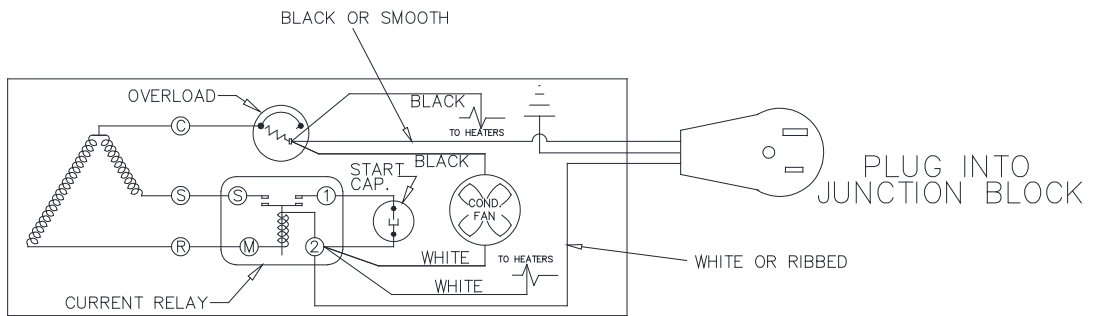 BLACK OR SMOOTH
OVERLOAD
BLACK
TO HEATERS
C
BLACK
START
CAP.
PLUG INTO
JUNCTION BLOCK
S
S
1
COND.
FAN
R
M
2
WHITE
TO HEATERS
WHITE
WHITE OR RIBBED
CURRENT RELAY